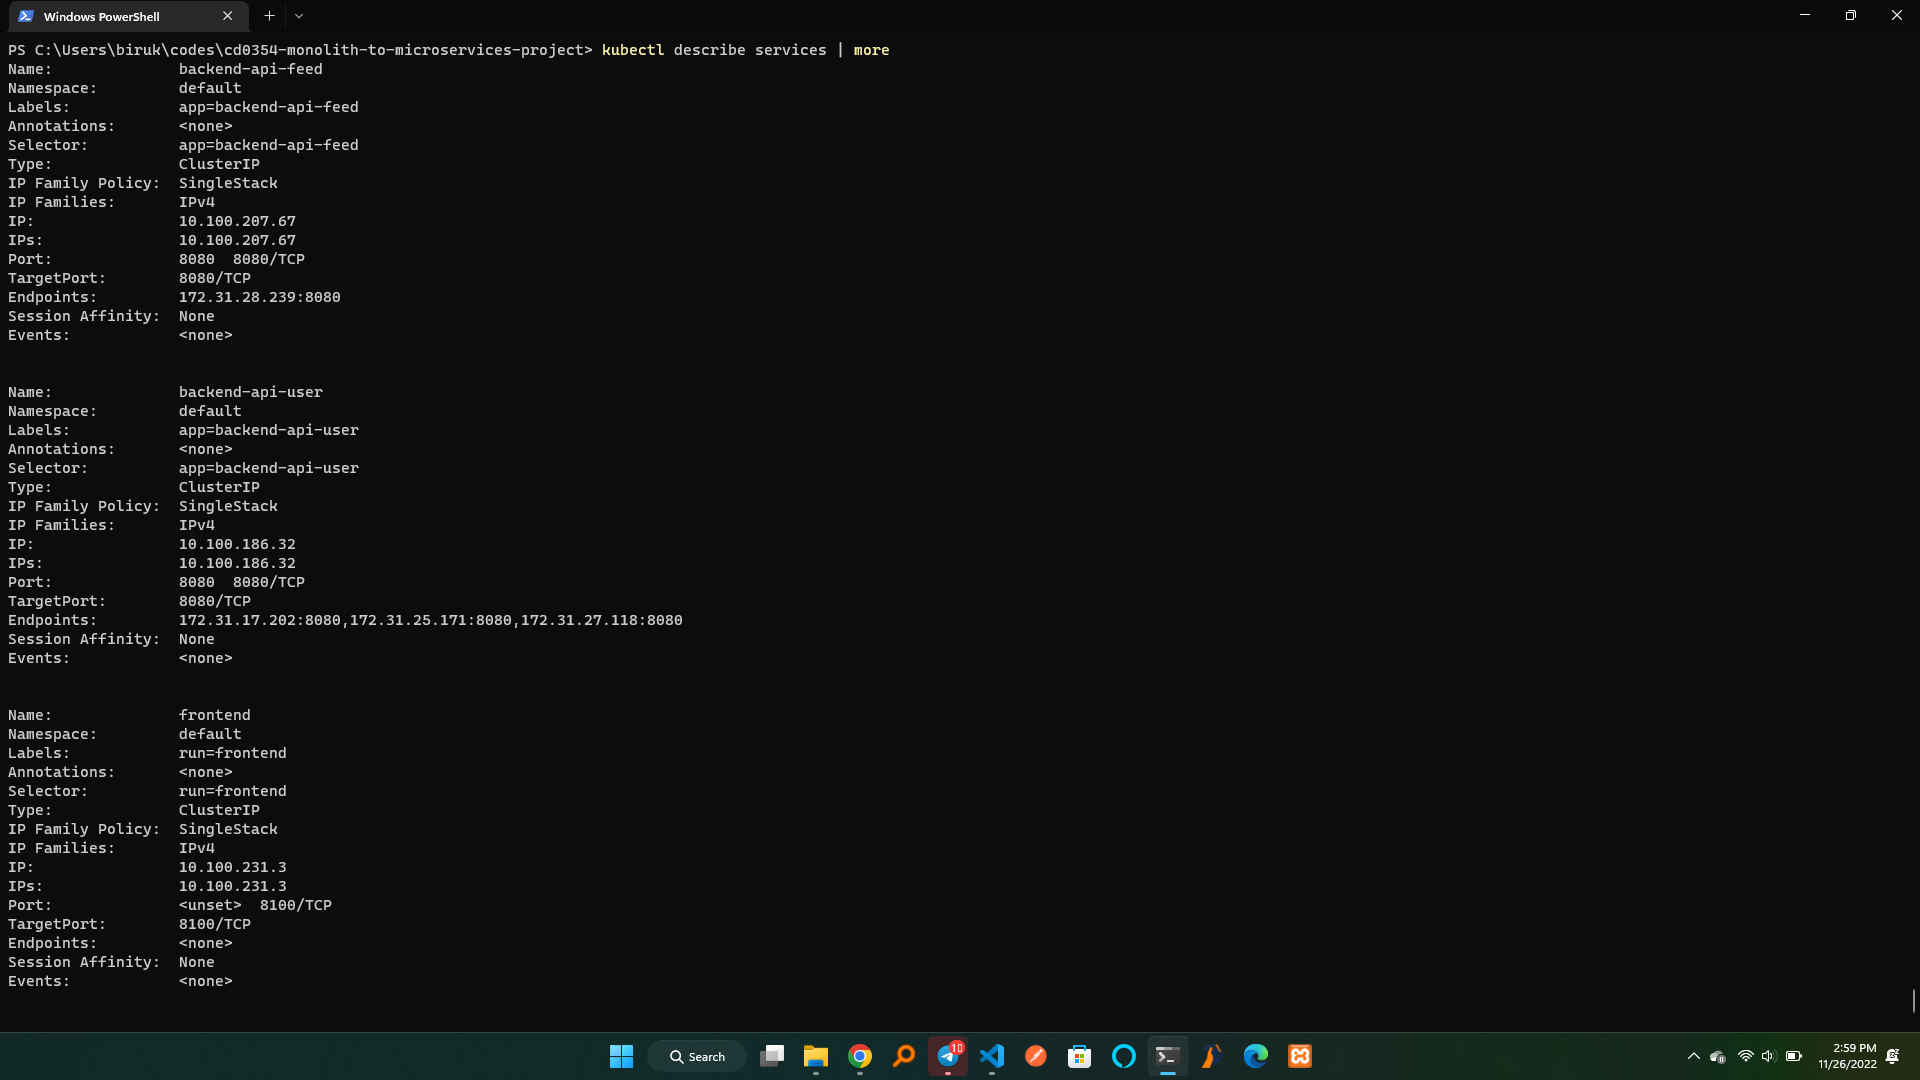 Windows PowerShell
PS C:\Users\biruk\codes\cd0354-monolith-to-microservices-project> kubectl describe services | more
Name:              backend-api-feed
Namespace:         default
Labels:            app=backend-api-feed
Annotations:       <none>
Selector:          app=backend-api-feed
Type:              ClusterIP
IP Family Policy:  SingleStack
IP Families:       IPv4
IP:                10.100.207.67
IPs:               10.100.207.67
Port:              8080  8080/TCP
TargetPort:        8080/TCP
Endpoints:         172.31.28.239:8080
Session Affinity:  None
Events:            <none>
Name:              backend-api-user
Namespace:         default
Labels:            app=backend-api-user
Annotations:       <none>
Selector:          app=backend-api-user
Type:              ClusterIP
IP Family Policy:  SingleStack
IP Families:       IPv4
IP:                10.100.186.32
IPs:               10.100.186.32
Port:              8080  8080/TCP
TargetPort:        8080/TCP
Endpoints:         172.31.17.202:8080,172.31.25.171:8080,172.31.27.118:8080
Session Affinity:  None
Events:            <none>
Name:              frontend
Namespace:         default
Labels:            run=frontend
Annotations:       <none>
Selector:          run=frontend
Type:              ClusterIP
IP Family Policy:  SingleStack
IP Families:       IPv4
IP:                10.100.231.3
IPs:               10.100.231.3
Port:              <unset>  8100/TCP
TargetPort:        8100/TCP
Endpoints:         <none>
Session Affinity:  None
Events:            <none>
Search
10
2:59 PM
11/26/2022